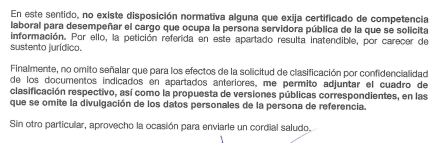 En este sentido, no existe disposición normativa alguna que exija certificado de competencia
laboral para desempeñar el cargo que ocupa la persona servidora pública de la que se solicita
información. Por ello, la petición referida en este apartado resulta inatendible, por carecer de
sustento jurídico.
Finalmente, no omito señalar que para los efectos de la solicitud de clasificación por confidencialidad
de los documentos indicados en apartados anteriores, me permito adjuntar el cuadro de
clasificación respectivo, así como la propuesta de versiones públicas correspondientes, en las
que se omite la divulgación de los datos personales de la persona de referencia.
Sin otro particular, aprovecho la ocasión para enviarle un cordial saludo.